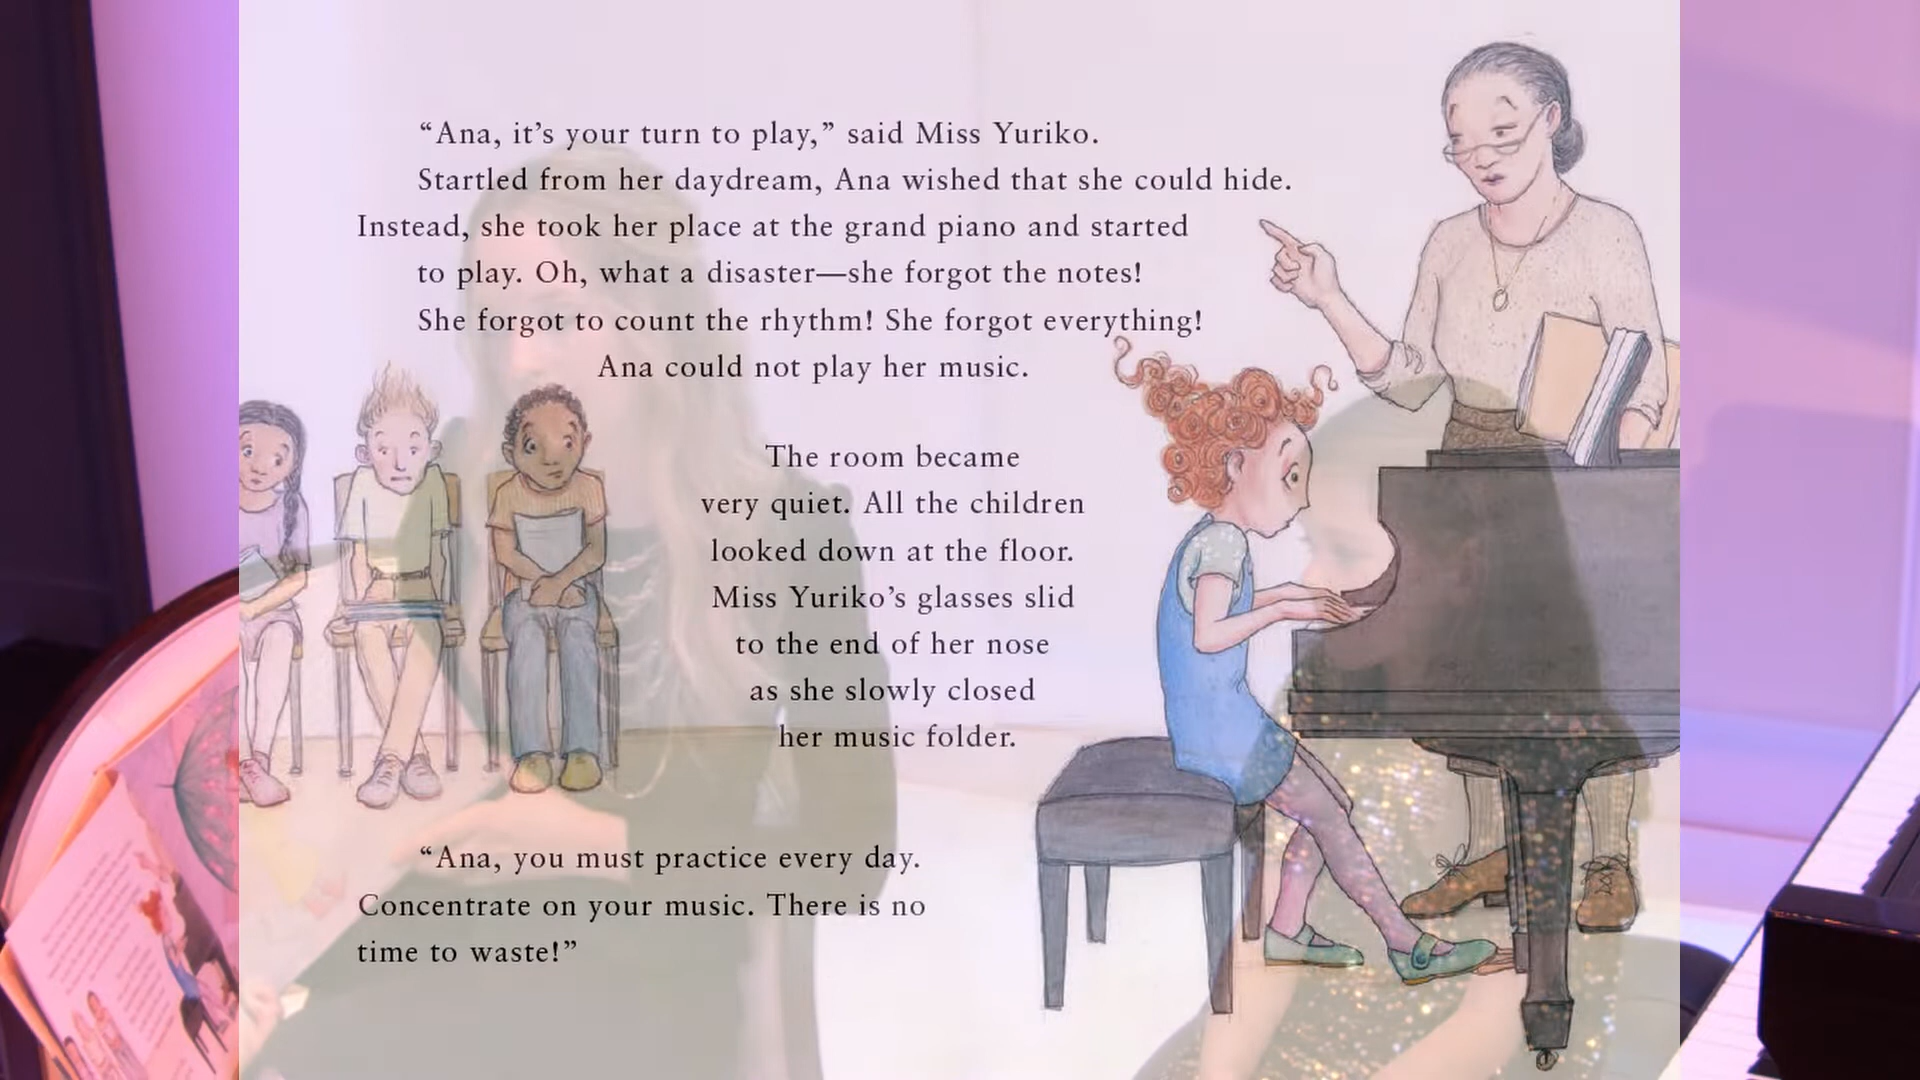 “Ana, it’s your turn to play,” said Miss Yuriko.
Startled from her daydream, Ana wished that she could hide.
Instead, she took her place at the grand piano and started
to play. Oh, what a disaster—she forgot the notes!
She forgot to count the rhythm! She forgot everything!
Ana could not play her music.
The room became
very quiet. All the children
looked down at the floor.
Miss Yuriko’s glasses slid
to the end of her nose
as she slowly closed
her music folder.
“Ana, you must practice every day.
Concentrate on your music. There is no
time to waste!”